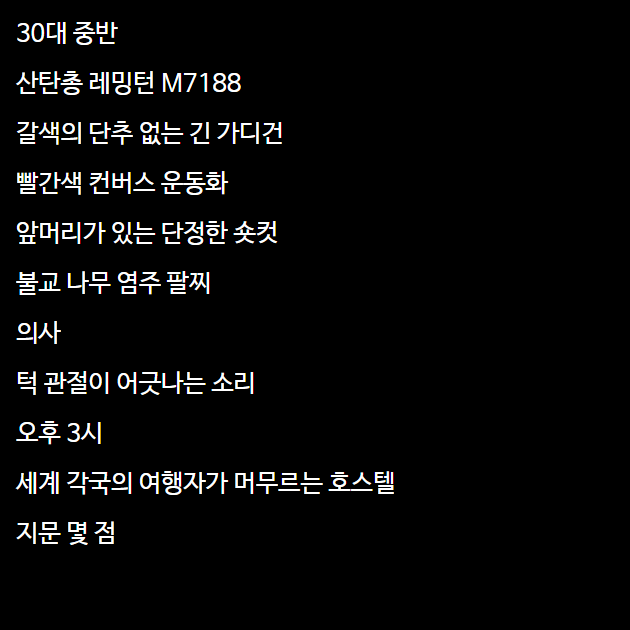 30대 중반
산탄총 레밍턴 M7188
갈색의 단추 없는 긴 가디건
빨간색 컨버스 운동화
앞머리가 있는 단정한 숏컷
불교 나무 염주 팔찌
의사
턱 관절이 어긋나는 소리
오후 3시
세계 각국의 여행자가 머무르는 호스텔
지문 몇 점